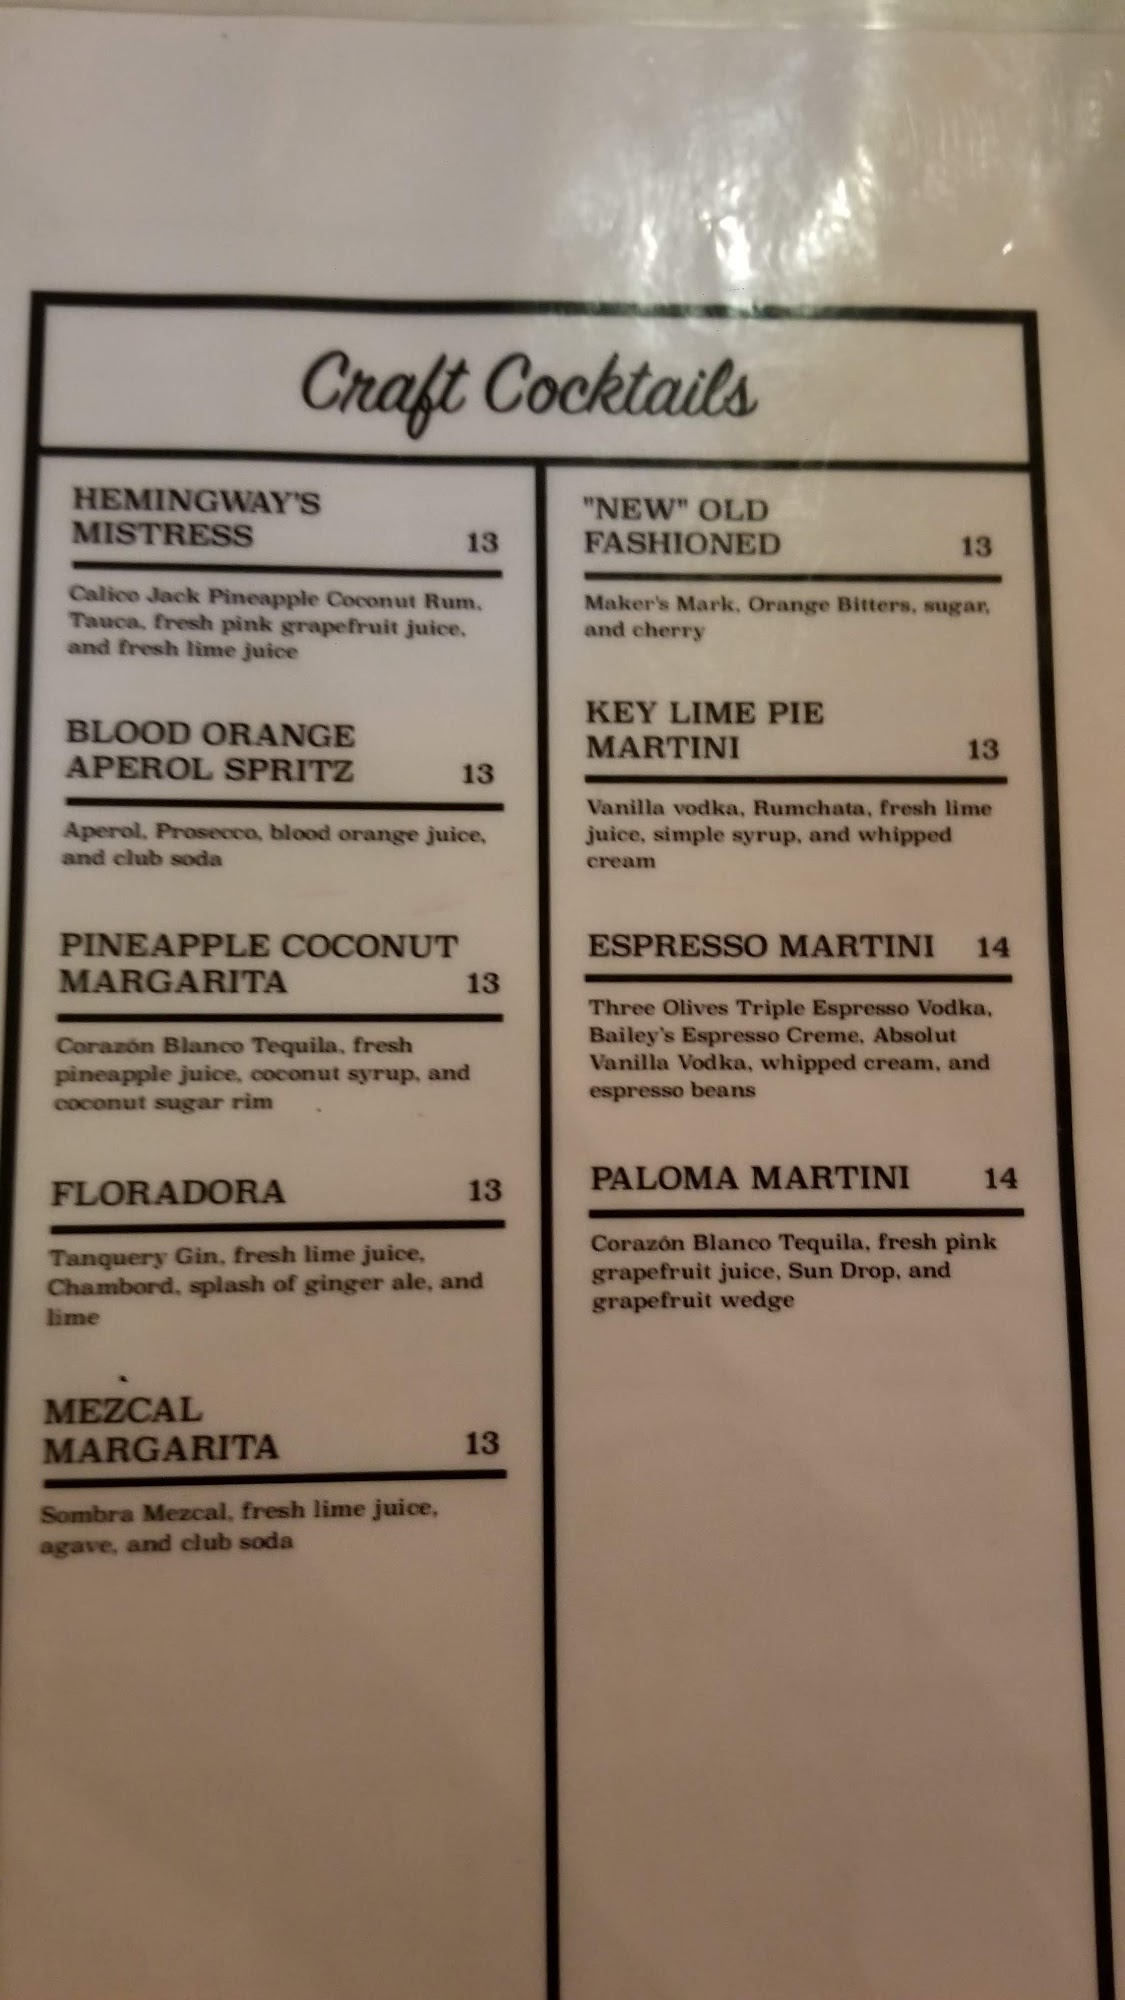 Craft Cocktails
HEMINGWAY'S
MISTRESS 13
Calico Jack Pineapple Coconut Rum,
Tauca, fresh pink grapefruit juice,
and fresh lime juice
BLOOD ORANGE
APEROL SPRITZ 13
Aperol, Prosecco, blood orange juice,
and club soda
PINEAPPLE COCONUT
MARGARITA 13
Corazón Blanco Tequila, fresh
pineapple juice, coconut syrup, and
coconut sugar rim
FLORADORA 13
Tanquery Gin, fresh lime juice,
Chambord, splash of ginger ale, and
lime
MEZCAL
MARGARITA 13
Sombra Mezcal, fresh lime juice,
agave, and club soda
"NEW" OLD
FASHIONED 13
Maker's Mark, Orange Bitters, sugar,
and cherry
KEY LIME PIE
MARTINI 13
Vanilla vodka, Rumchata, fresh lime
juice, simple syrup, and whipped
cream
ESPRESSO MARTINI 14
Three Olives Triple Espresso Vodka,
Bailey's Espresso Creme, Absolut
Vanilla Vodka, whipped cream, and
espresso beans
PALOMA MARTINI 14
Corazón Blanco Tequila, fresh pink
grapefruit juice, Sun Drop, and
grapefruit wedge